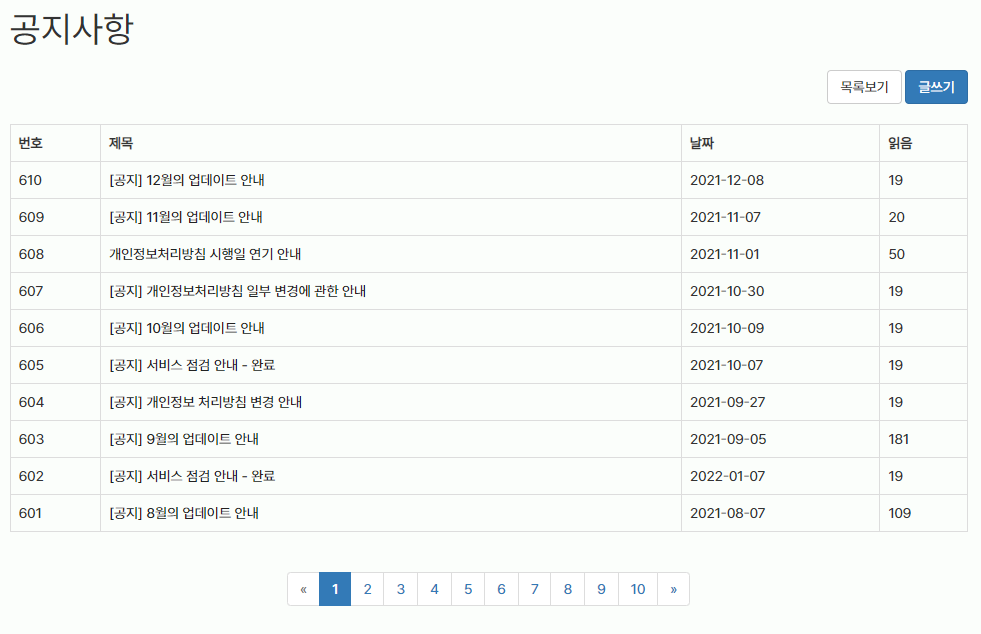 공지사항
목록보기 글쓰기
번호 제목 날짜 읽음
610 [공지] 12월의 업데이트 안내 2021-12-08 19
609 [공지] 11월의 업데이트 안내 2021-11-07 20
608 개인정보처리방침 시행일 연기 안내 2021-11-01 50
607 [공지] 개인정보처리방침 일부 변경에 관한 안내 2021-10-30 19
606 [공지] 10월의 업데이트 안내 2021-10-09 19
605 [공지] 서비스 점검 안내 - 완료 2021-10-07 19
604 [공지] 개인정보 처리방침 변경 안내 2021-09-27 19
603 [공지] 9월의 업데이트 안내 2021-09-05 181
602 [공지] 서비스 점검 안내 - 완료 2022-01-07 19
601 [공지] 8월의 업데이트 안내 2021-08-07 109
« 1 2 3 4 5 6 7 8 9 10 »